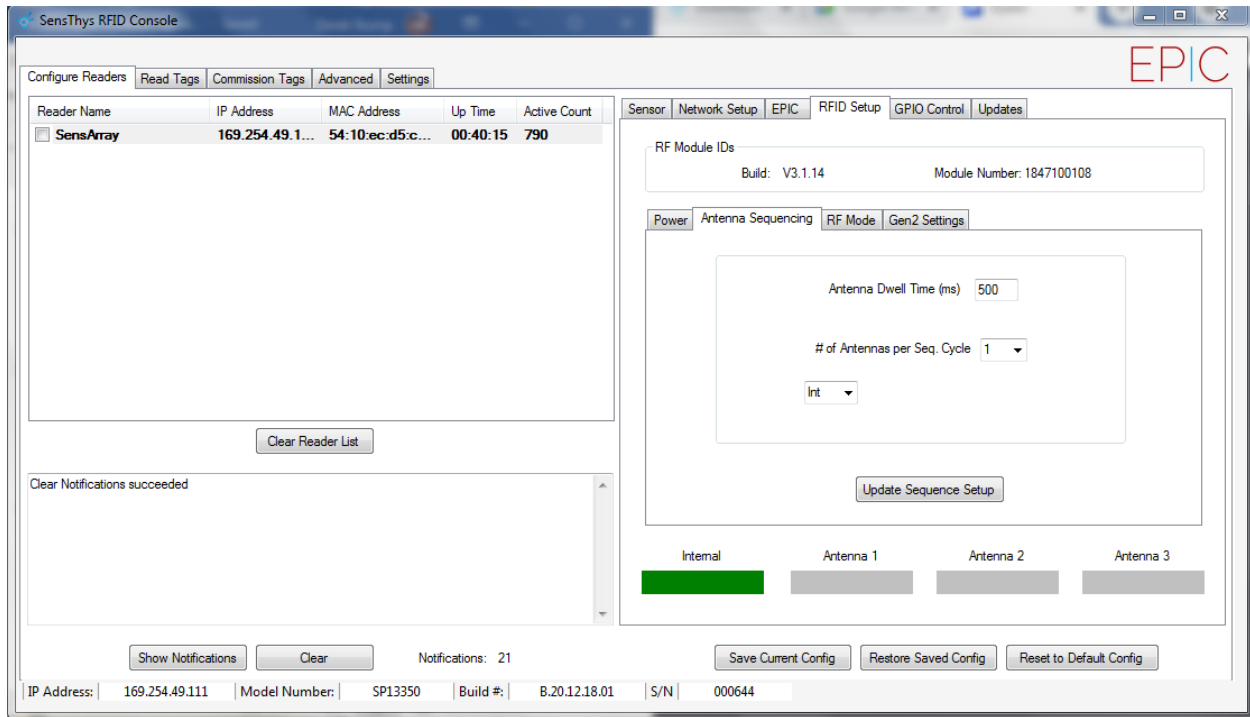 SensThys RFID Console
EPIC
Configure Readers Read Tags Commission Tags Advanced Settings
Reader Name IP Address MAC Address Up Time Active Count
SensArray 169.254.49.1... 54:10:ec:d5:c... 00:40:15 790
Clear Reader List
Clear Notifications succeeded
Show Notifications Clear Notifications: 21
Sensor Network Setup EPIC RFID Setup GPIO Control Updates
RF Module IDs
Build: V3.1.14 Module Number: 1847100108
Power Antenna Sequencing RF Mode Gen2 Settings
Antenna Dwell Time (ms) 500
# of Antennas per Seq. Cycle 1
Int
Update Sequence Setup
Internal Antenna 1 Antenna 2 Antenna 3
Save Current Config Restore Saved Config Reset to Default Config
IP Address: 169.254.49.111 Model Number: SP13350 Build #: B.20.12.18.01 S/N 000644